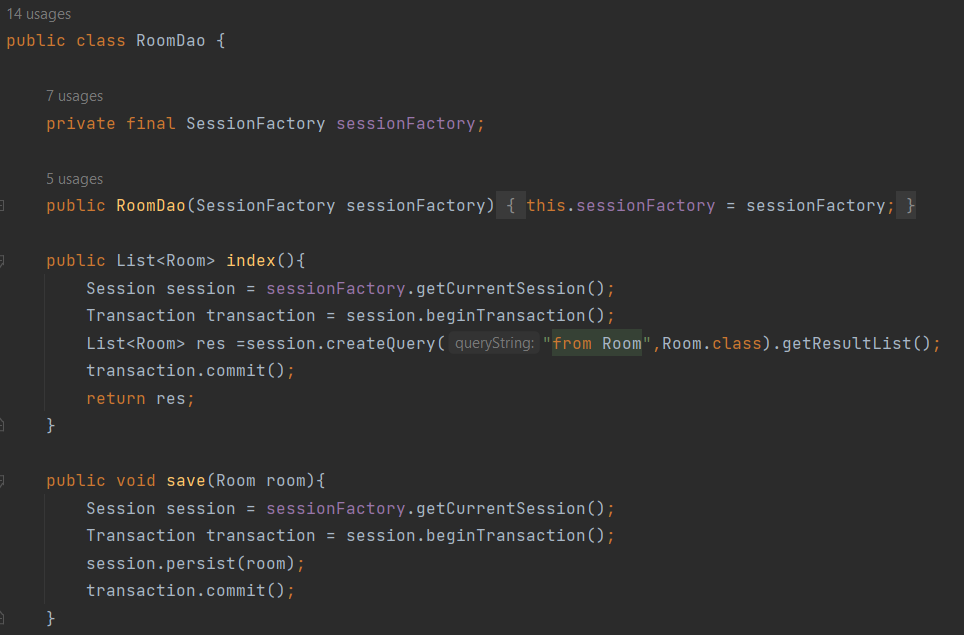 14 usages
public class RoomDao {
7 usages
private final SessionFactory sessionFactory;
5 usages
public RoomDao(SessionFactory sessionFactory) { this.sessionFactory = sessionFactory; }
public List<Room> index(){
Session session = sessionFactory.getCurrentSession();
Transaction transaction = session.beginTransaction();
List<Room> res =session.createQuery( queryString: "from Room",Room.class).getResultList();
transaction.commit();
return res;
}
public void save(Room room){
Session session = sessionFactory.getCurrentSession();
Transaction transaction = session.beginTransaction();
session.persist(room);
transaction.commit();
}